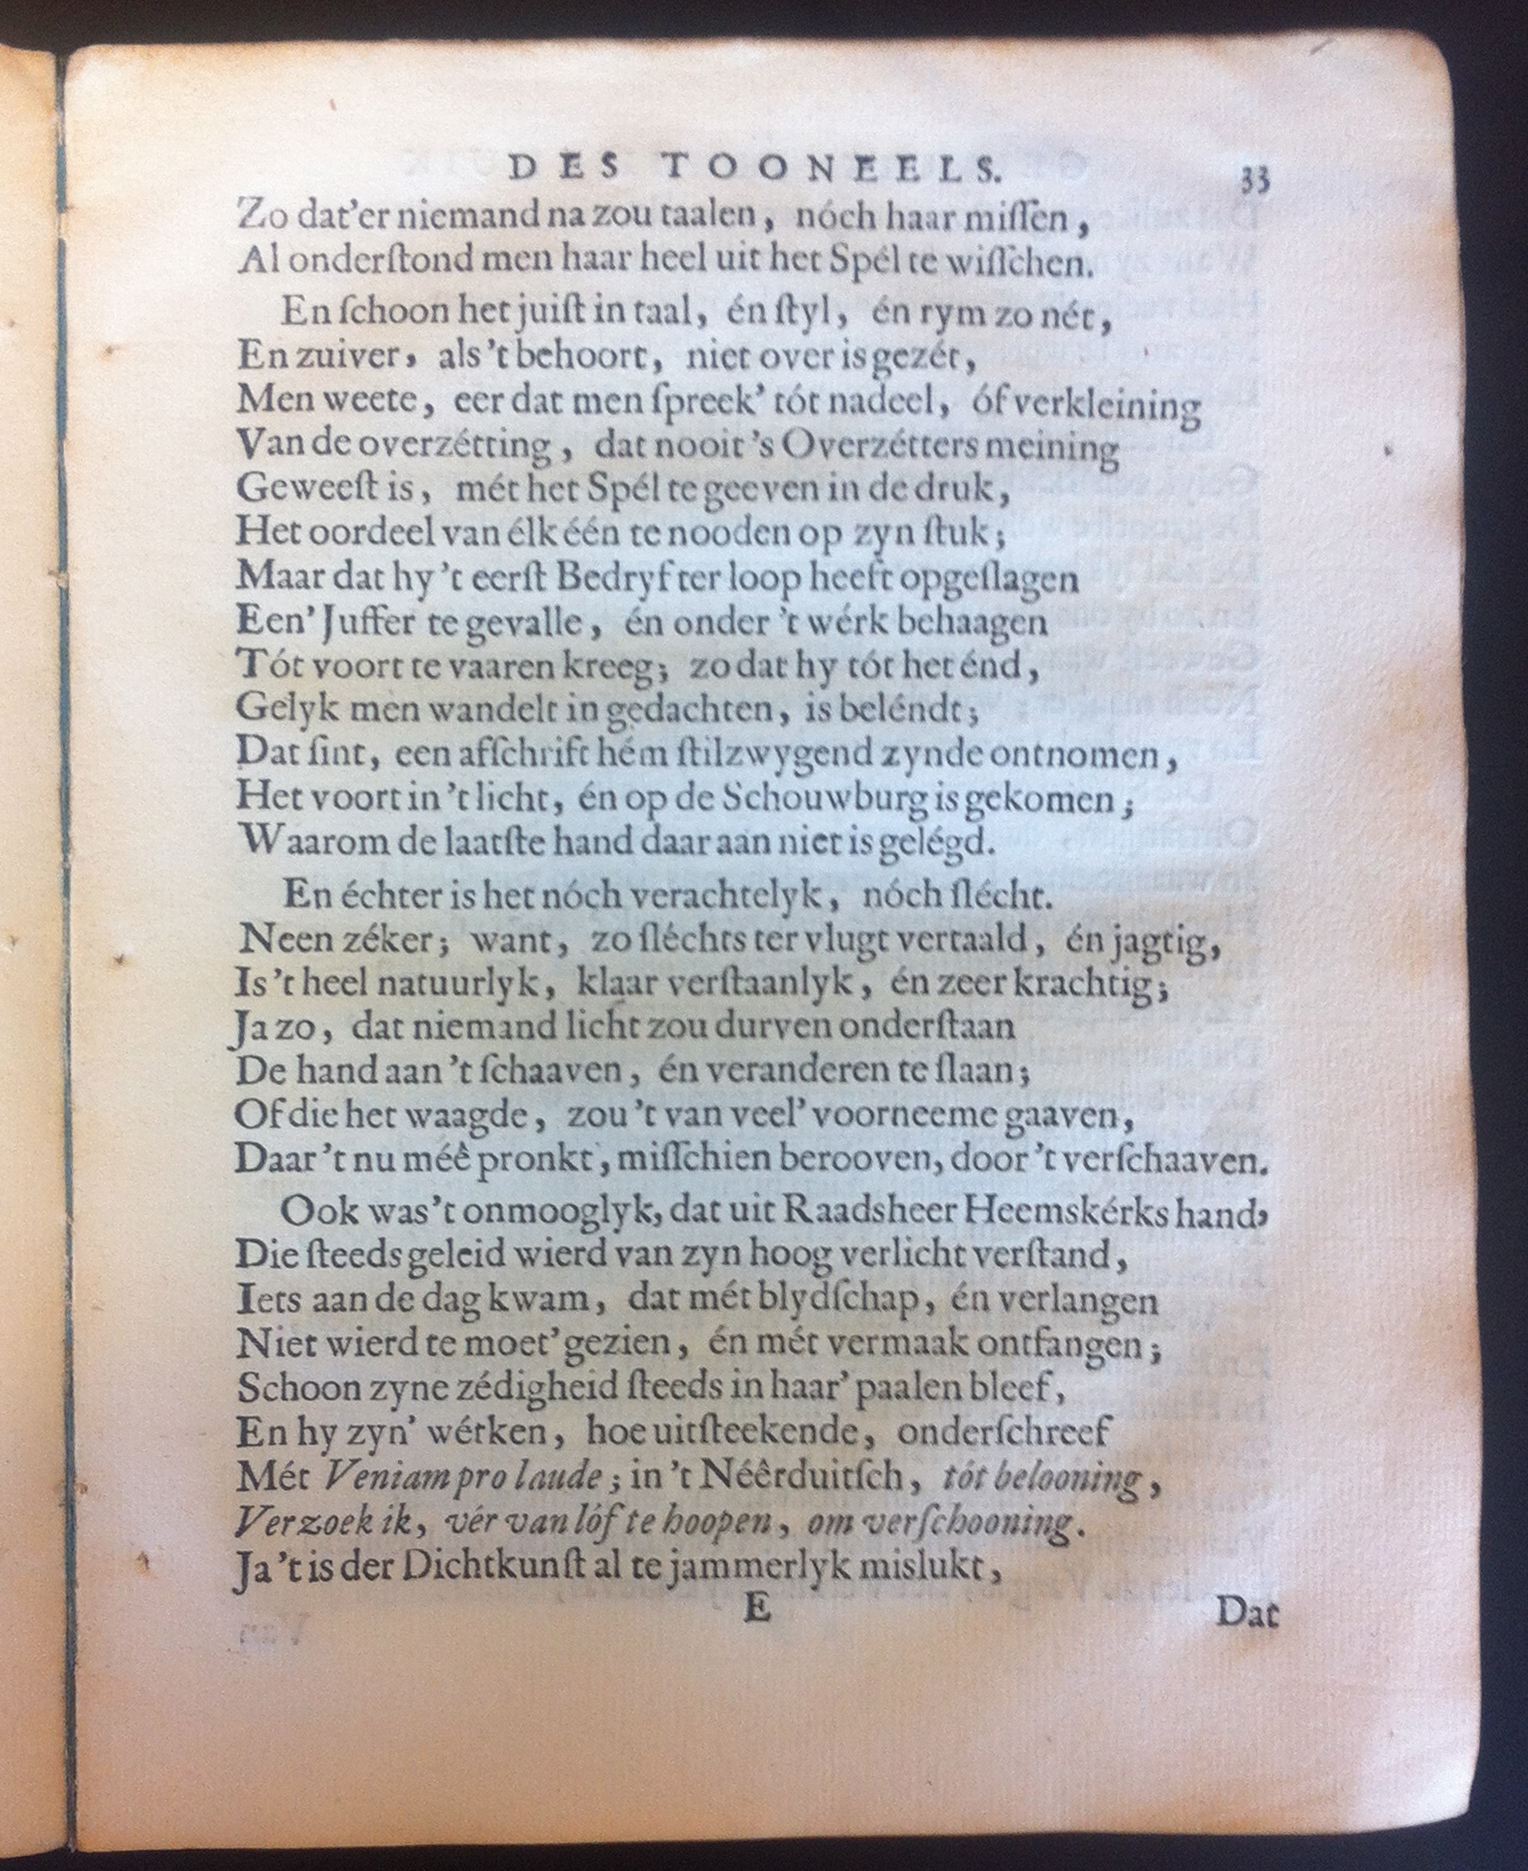 DES TOONEELS. 33
Zo dat'er niemand na zou taalen, nóch haar miſſen,
Al onderſtond men haar heel uit het Spél te wiſſchen.
En ſchoon het juiſt in taal, én ſtyl, én rym zo nét,
En zuiver, als 't behoort, niet over is gezét,
Men weete, eer dat men ſpreek' tót nadeel, óf verkleining
Van de overzétting, dat nooit 's Overzétters meining
Geweeſt is, mét het Spél te geeven in de druk,
Het oordeel van élk één te nooden op zyn ſtuk;
Maar dat hy 't eerſt Bedryf ter loop heeft opgeſlagen
Een' Juffer te gevalle, én onder 't wérk behaagen
Tót voort te vaaren kreeg; zo dat hy tót het énd,
Gelyk men wandelt in gedachten, is beléndt;
Dat ſint, een afſchrift hém ſtilzwygend zynde ontnomen,
Het voort in 't licht, én op de Schouwburg is gekomen;
Waarom de laatſte hand daar aan niet is gelégd.
En échter is het nóch verachtelyk, nóch ſlécht.
Neen zéker; want, zo ſléchts ter vlugt vertaald, én jagtig,
Is 't heel natuurlyk, klaar verſtaanlyk, én zeer krachtig;
Ja zo, dat niemand licht zou durven onderſtaan
De hand aan 't ſchaaven, én veranderen te ſlaan;
Of die het waagde, zou 't van veel' voorneeme gaaven,
Daar 't nu méê pronkt, miſſchien berooven, door 't verſchaaven.
Ook was 't onmooglyk, dat uit Raadsheer Heemskérks hand,
Die ſteeds geleid wierd van zyn hoog verlicht verſtand,
Iets aan de dag kwam, dat mét blydſchap, én verlangen
Niet wierd te moet' gezien, én mét vermaak ontfangen;
Schoon zyne zédigheid ſteeds in haar' paalen bleef,
En hy zyn' wérken, hoe uitſteekende, onderſchreef
Mét Veniam pro laude; in 't Néêrduitſch, tót belooning,
Verzoek ik, vér van lóf te hoopen, om verſchooning.
Ja 't is der Dichtkunſt al te jammerlyk mislukt,
E Dat